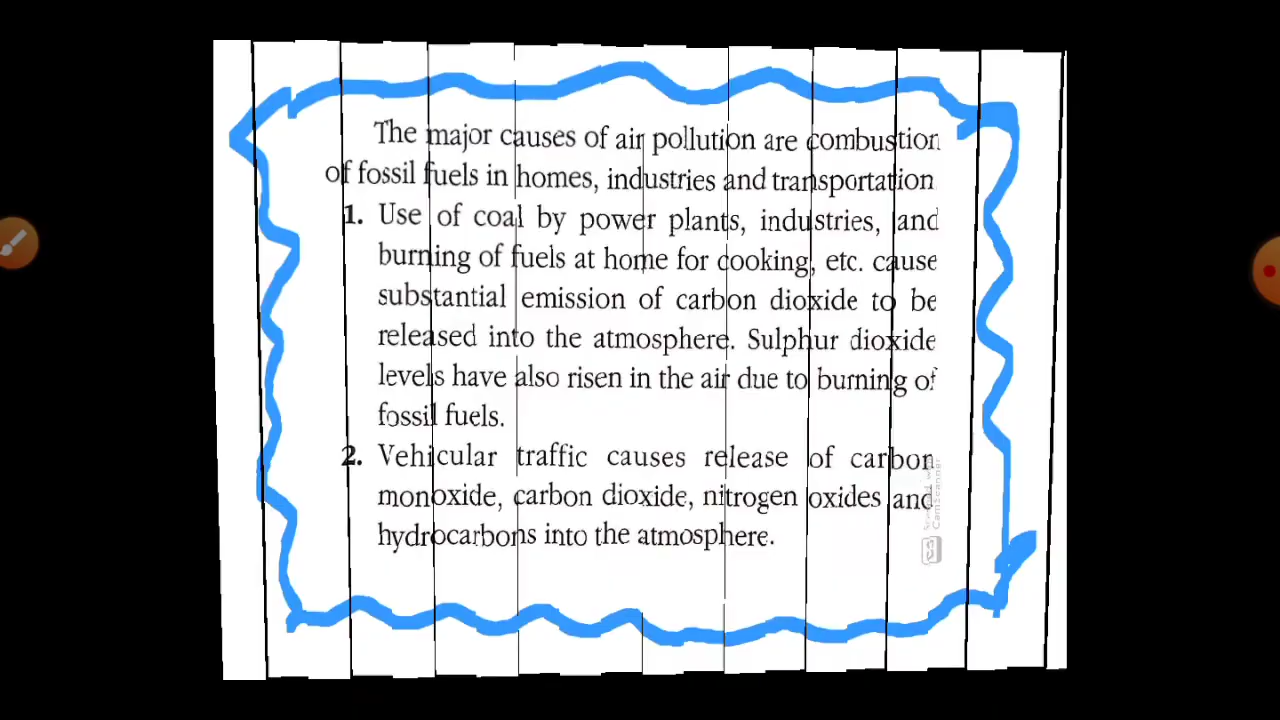 The major causes of air pollution are combustion
of fossil fuels in homes, industries and transportation
1. Use of coal by power plants, industries, and
burning of fuels at home for cooking, etc. cause
substantial emission of carbon dioxide to be
released into the atmosphere. Sulphur dioxide
levels have also risen in the air due to burning of
fossil fuels.
2. Vehicular traffic causes release of carbon
monoxide, carbon dioxide, nitrogen oxides and
hydrocarbons into the atmosphere.
CS
Scanned with
CamScanner